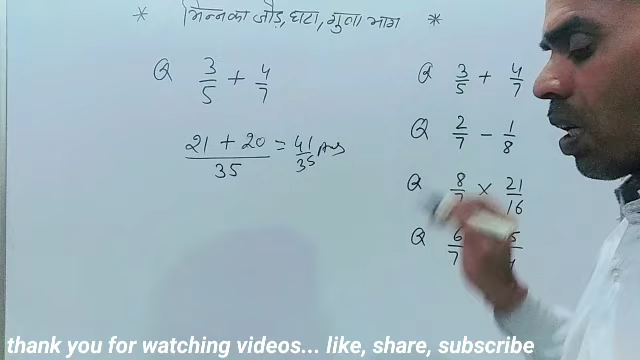 * भिन्न का जोड़, घटा, गुणा भाग *
Q 3/5 + 4/7
21 + 20 / 35 = 41/35 Ans
Q 3/5 + 4/7
Q 2/7 - 1/8
Q 8/7 × 21/16
Q 6/7
thank you for watching videos... like, share, subscribe